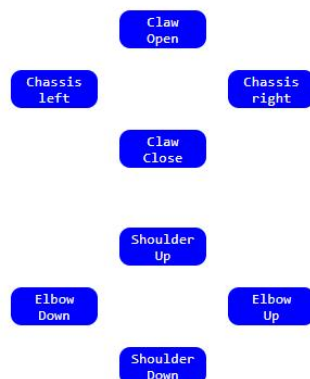 Claw
Open
Chassis
left
Chassis
right
Claw
Close
Shoulder
Up
Elbow
Down
Elbow
Up
Shoulder
Down